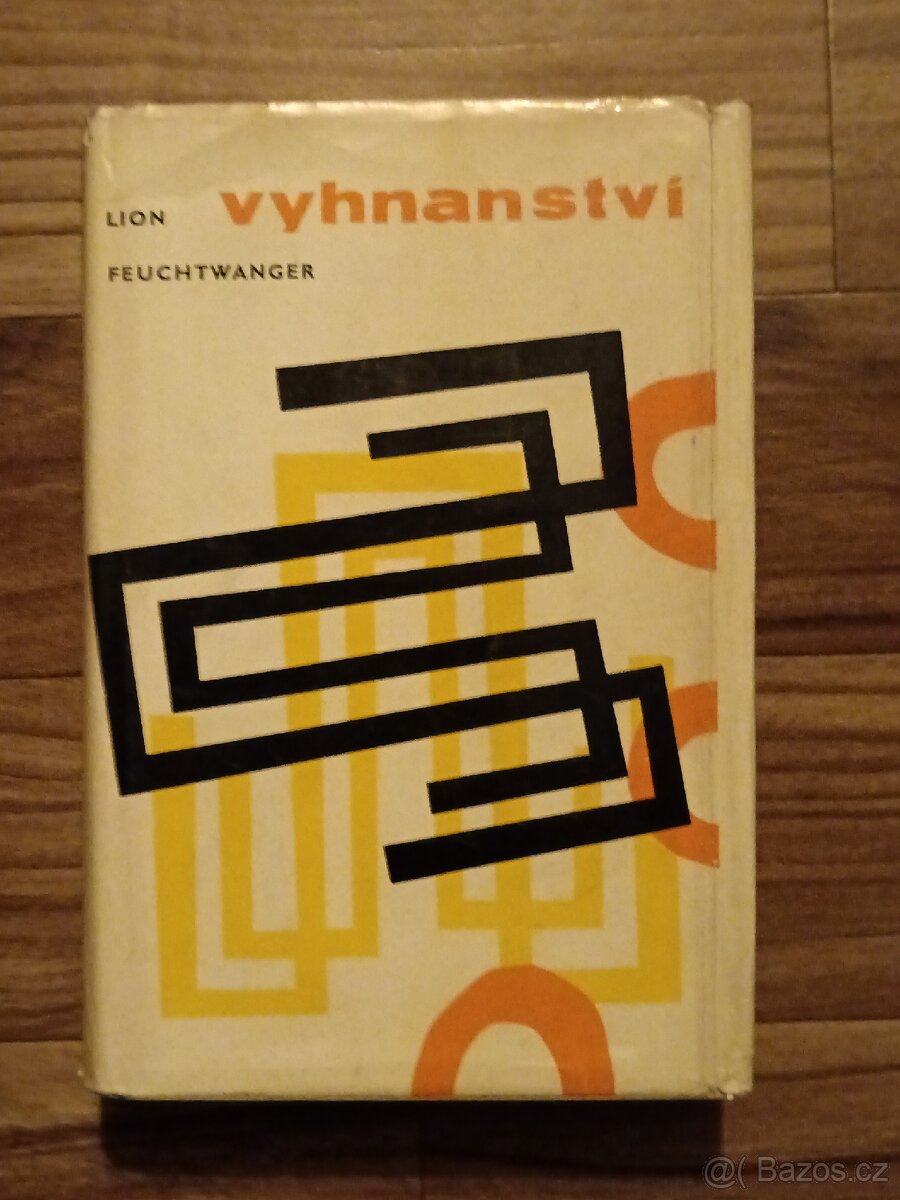 vyhnanství
LION
FEUCHTWANGER
@( Bazos.cz